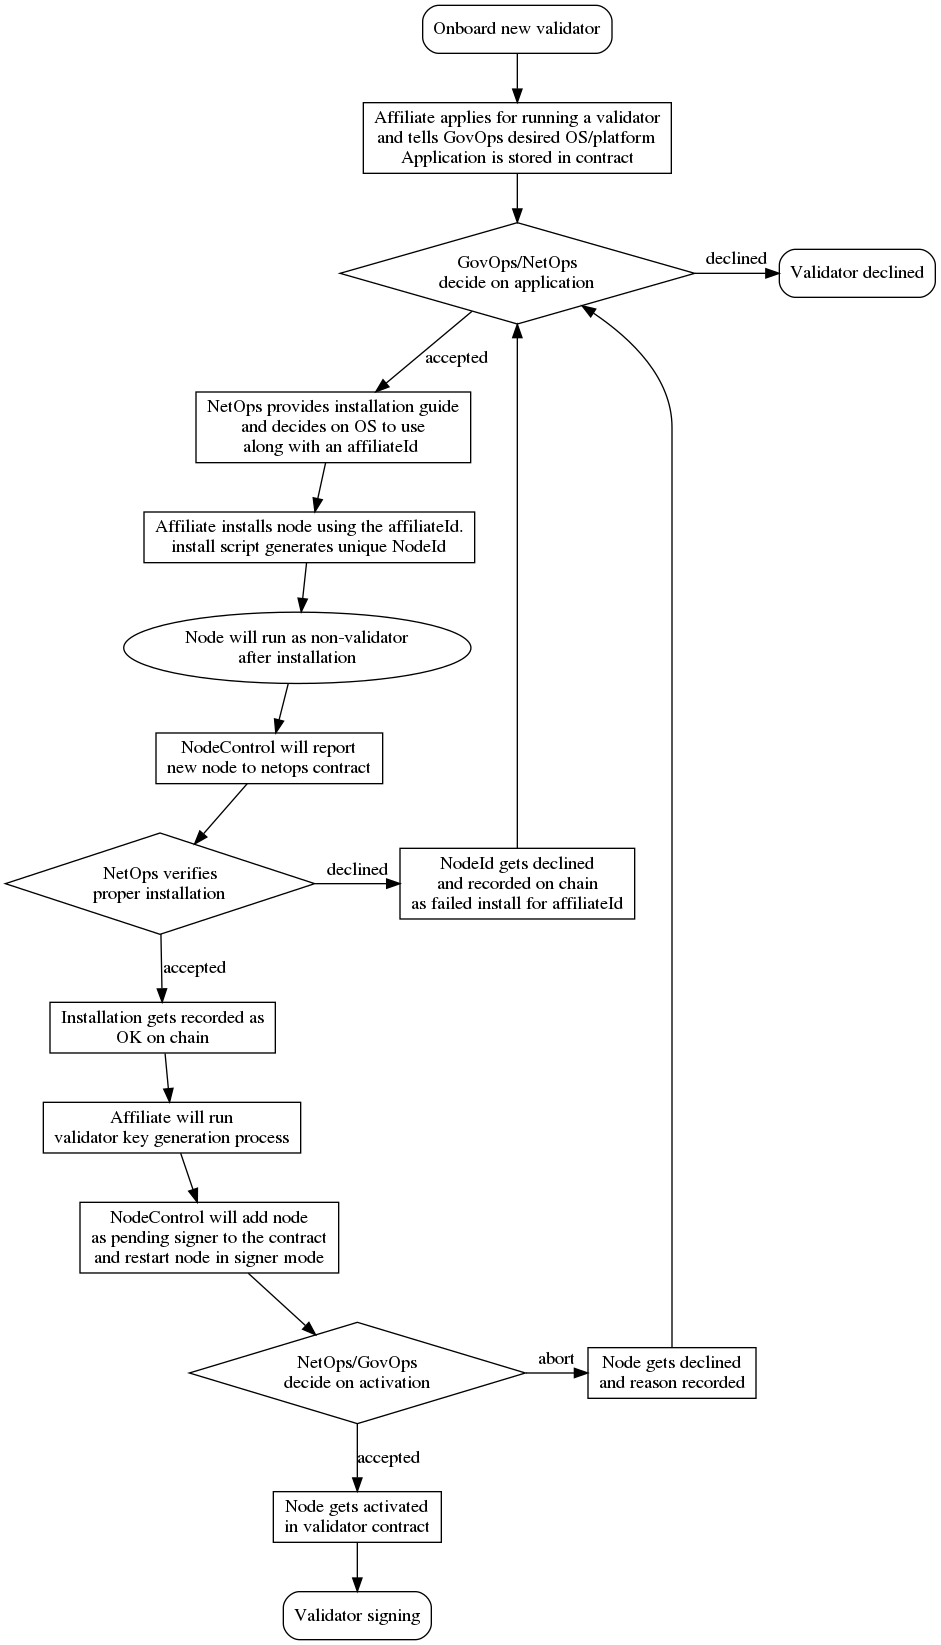 Onboard new validator
Affiliate applies for running a validator
and tells GovOps desired OS/platform
Application is stored in contract
GovOps/NetOps
decide on application
declined
Validator declined
accepted
NetOps provides installation guide
and decides on OS to use
along with an affiliateId
Affiliate installs node using the affiliateId.
install script generates unique NodeId
Node will run as non-validator
after installation
NodeControl will report
new node to netops contract
NetOps verifies
proper installation
declined
NodeId gets declined
and recorded on chain
as failed install for affiliateId
accepted
Installation gets recorded as
OK on chain
Affiliate will run
validator key generation process
NodeControl will add node
as pending signer to the contract
and restart node in signer mode
NetOps/GovOps
decide on activation
abort
Node gets declined
and reason recorded
accepted
Node gets activated
in validator contract
Validator signing